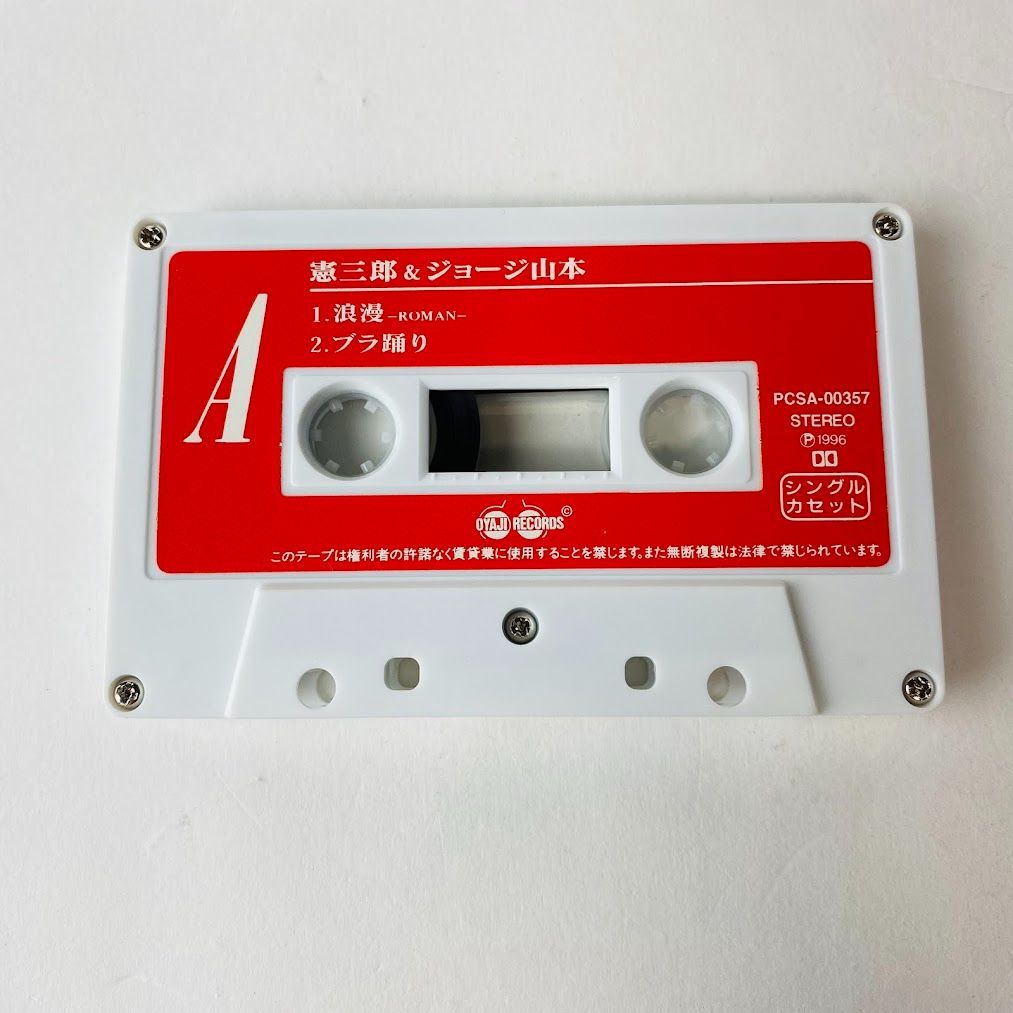 憲三郎&ジョージ山本
A
1.浪漫–ROMAN–
2.ブラ踊り
PCSA-00357
STEREO
Ⓟ1996
シングル
カセット
OYAJI RECORDS ©
このテープは権利者の許諾なく賃貸業に使用することを禁じます。また無断複製は法律で禁じられています。